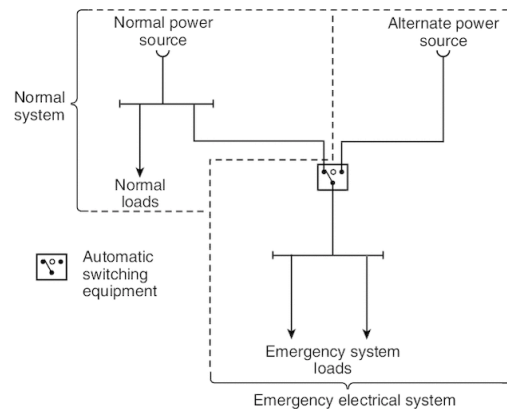 Normal power
source
Alternate power
source
Normal
system
Normal
loads
Automatic
switching
equipment
Emergency system
loads
Emergency electrical system